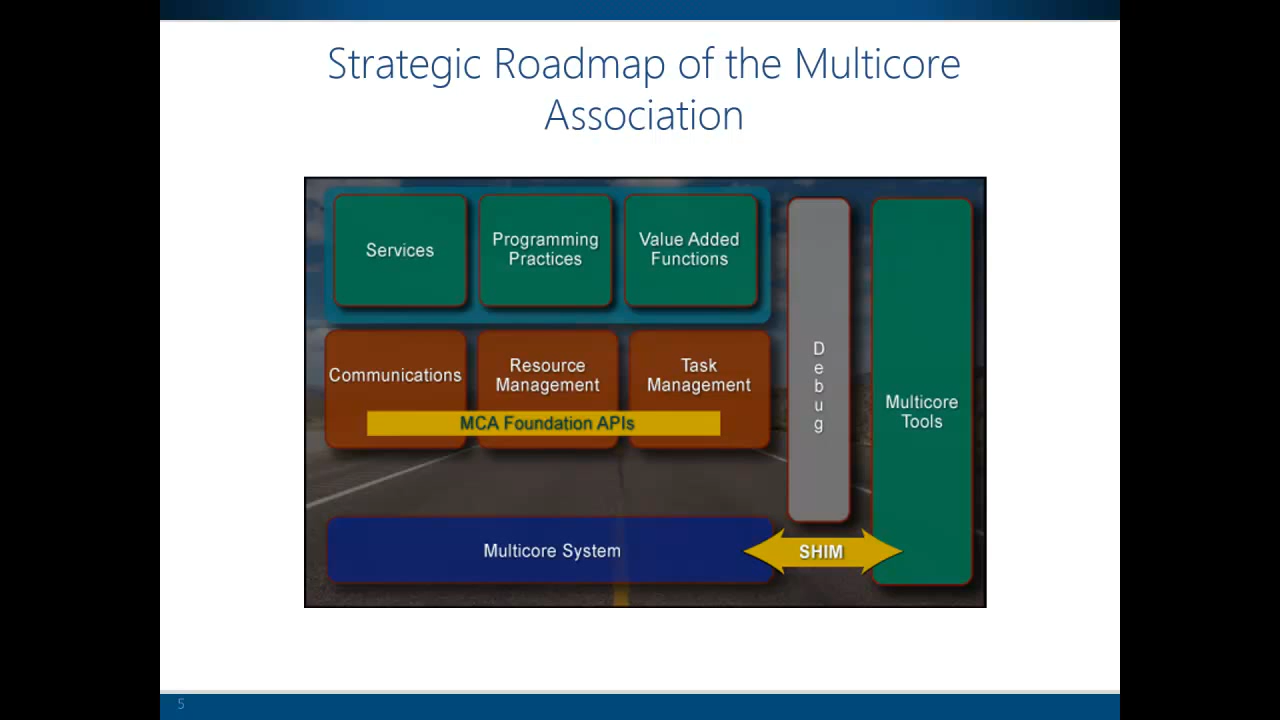 Strategic Roadmap of the Multicore
Association
Services
Programming
Practices
Value Added
Functions
Communications
Resource
Management
Task
Management
MCA Foundation APIs
Debug
Multicore
Tools
Multicore System
SHIM
5